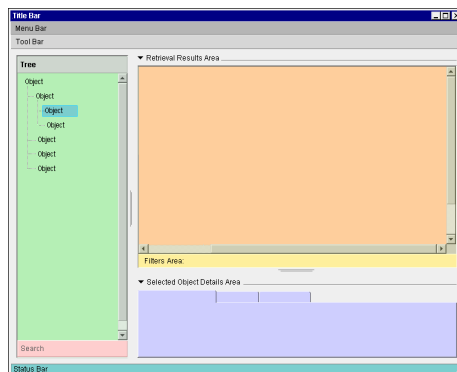 Title Bar
Menu Bar
Tool Bar
Tree
Object
Object
Object
Object
Object
Object
Object
Search
Retrieval Results Area
Filters Area:
Selected Object Details Area
Status Bar